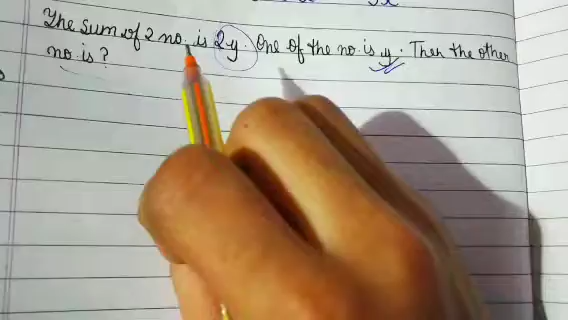 The sum of 2 no. is 2y. One of the no. is y. Then the other
no. is?